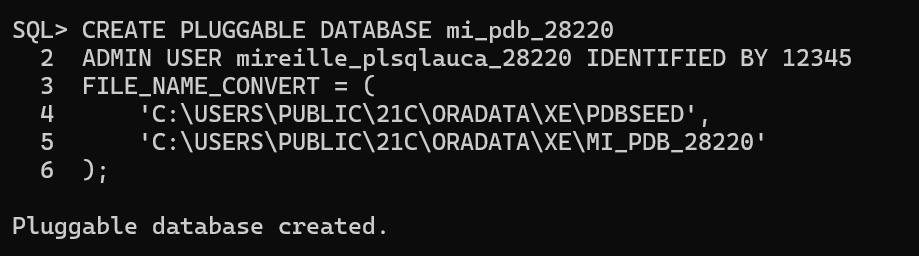 SQL> CREATE PLUGGABLE DATABASE mi_pdb_28220
  2  ADMIN USER mireille_plsqlauca_28220 IDENTIFIED BY 12345
  3  FILE_NAME_CONVERT = (
  4      'C:\USERS\PUBLIC\21C\ORADATA\XE\PDBSEED',
  5      'C:\USERS\PUBLIC\21C\ORADATA\XE\MI_PDB_28220'
  6  );
Pluggable database created.